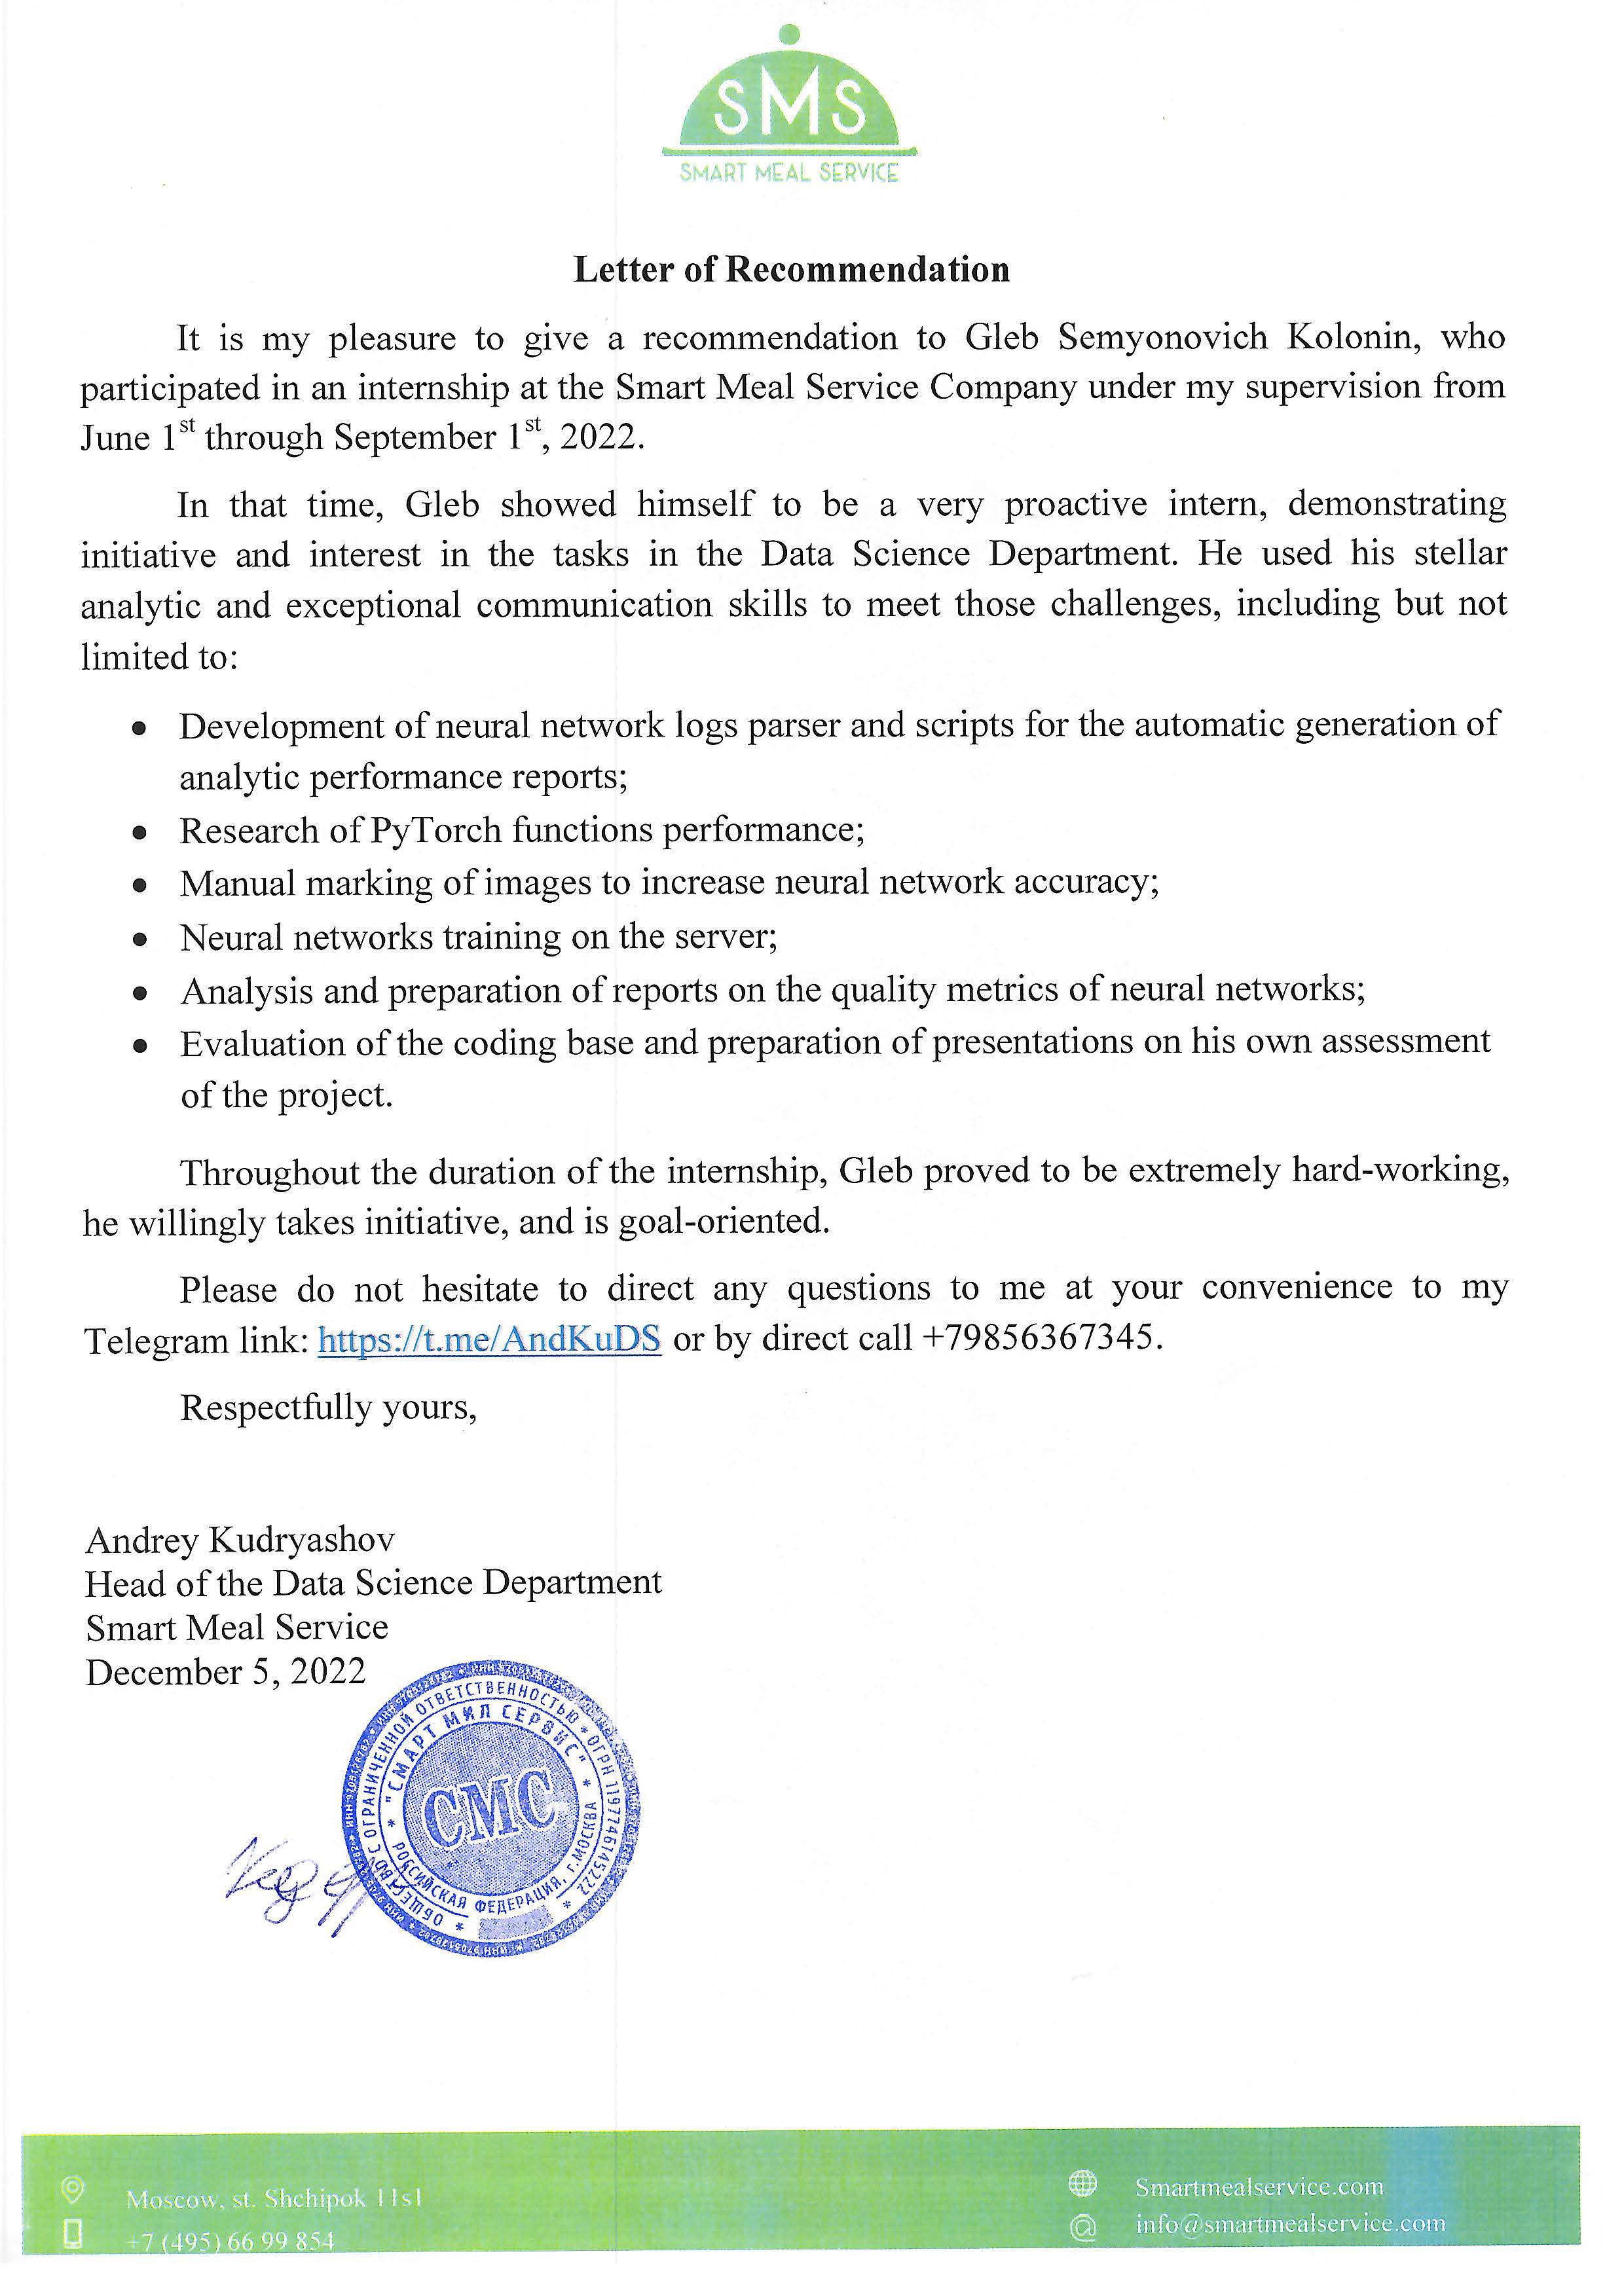 SMS
SMART MEAL SERVICE
Letter of Recommendation
It is my pleasure to give a recommendation to Gleb Semyonovich Kolonin, who
participated in an internship at the Smart Meal Service Company under my supervision from
June 1st through September 1st, 2022.
In that time, Gleb showed himself to be a very proactive intern, demonstrating
initiative and interest in the tasks in the Data Science Department. He used his stellar
analytic and exceptional communication skills to meet those challenges, including but not
limited to:
• Development of neural network logs parser and scripts for the automatic generation of
analytic performance reports;
• Research of PyTorch functions performance;
• Manual marking of images to increase neural network accuracy;
• Neural networks training on the server;
• Analysis and preparation of reports on the quality metrics of neural networks;
• Evaluation of the coding base and preparation of presentations on his own assessment
of the project.
Throughout the duration of the internship, Gleb proved to be extremely hard-working,
he willingly takes initiative, and is goal-oriented.
Please do not hesitate to direct any questions to me at your convenience to my
Telegram link: https://t.me/AndKuDS or by direct call +79856367345.
Respectfully yours,
Andrey Kudryashov
Head of the Data Science Department
Smart Meal Service
December 5, 2022
ОБЩЕСТВО С ОГРАНИЧЕННОЙ ОТВЕТСТВЕННОСТЬЮ * ОГРН 1197746145222 *
* "СМАРТ МИЛ СЕРВИС" *
РОССИЙСКАЯ ФЕДЕРАЦИЯ, г. МОСКВА
СМС
Moscow, st. Shchipok 11s1
+7 (495) 66 99 854
Smartmealservice.com
info@smartmealservice.com